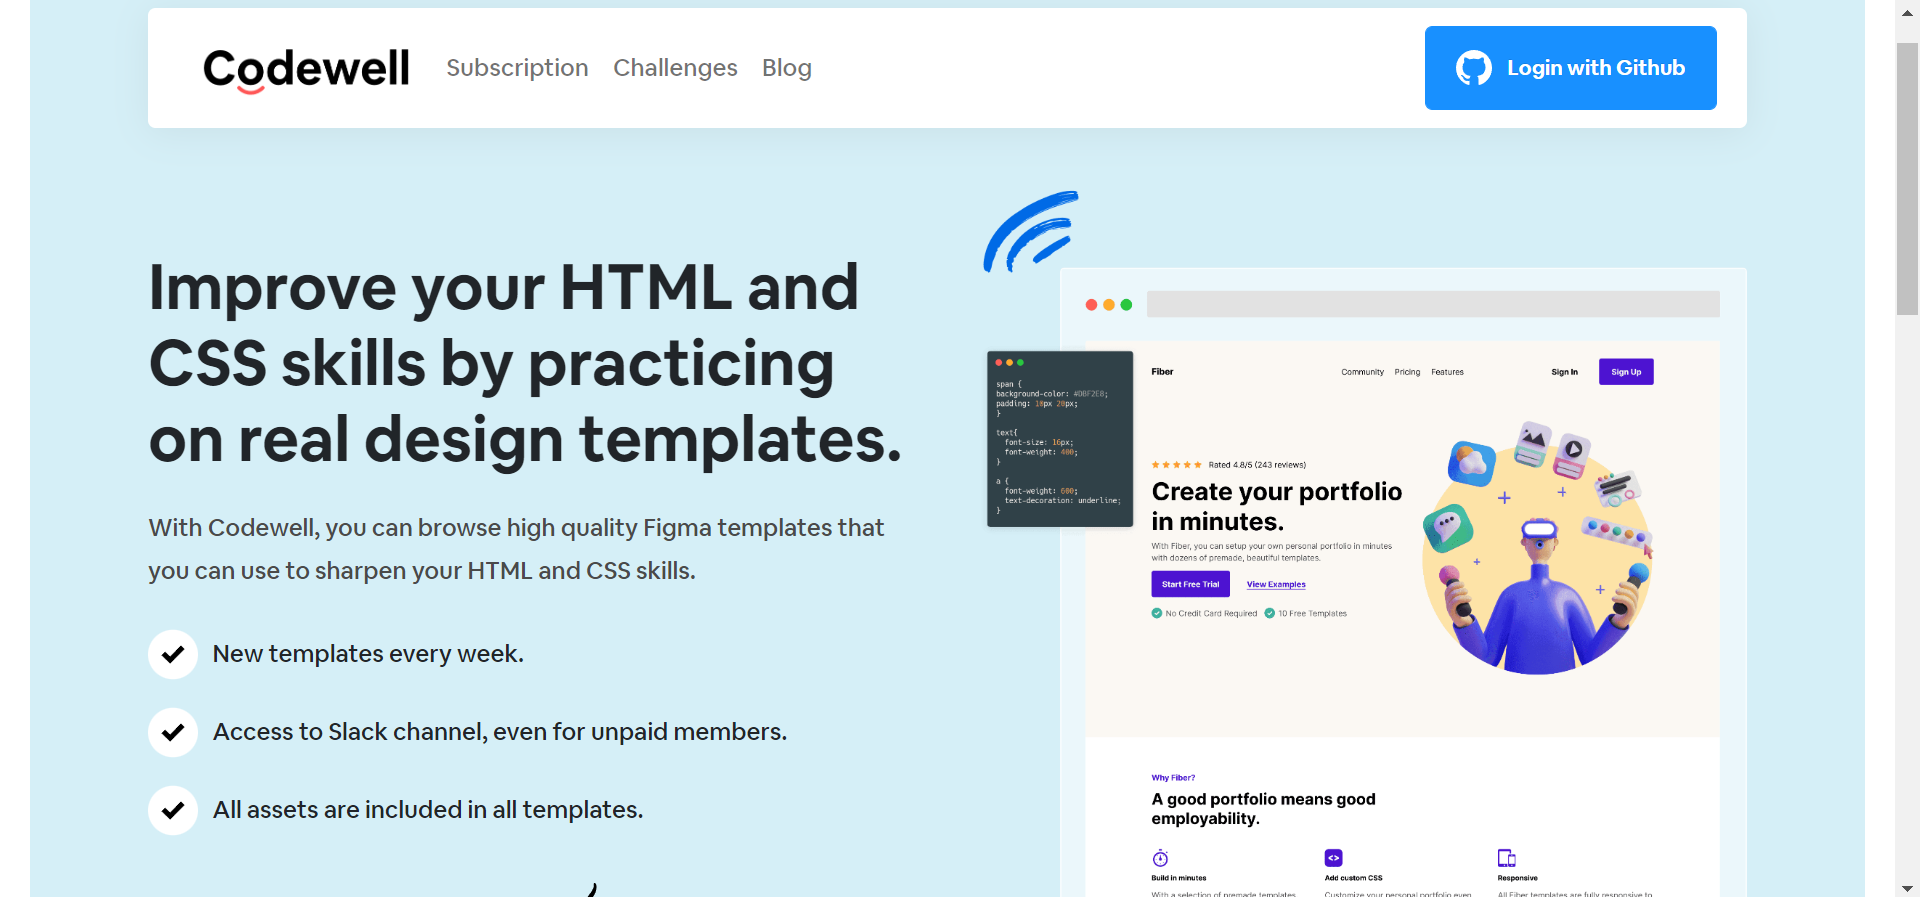 Codewell
Subscription
Challenges
Blog
Login with Github
Improve your HTML and
CSS skills by practicing
on real design templates.
With Codewell, you can browse high quality Figma templates that
you can use to sharpen your HTML and CSS skills.
New templates every week.
Access to Slack channel, even for unpaid members.
All assets are included in all templates.
span {
background-color: #DBF2E8;
padding: 10px 20px;
}
text{
font-size: 16px;
font-weight: 400;
}
a {
font-weight: 600;
text-decoration: underline;
}
Fiber
Community
Pricing
Features
Sign In
Sign Up
Rated 4.8/5 (243 reviews)
Create your portfolio
in minutes.
With Fiber, you can setup your own personal portfolio in minutes
with dozens of premade, beautiful templates.
Start Free Trial
View Examples
No Credit Card Required
10 Free Templates
Why Fiber?
A good portfolio means good
employability.
Build in minutes
Add custom CSS
Responsive
With a selection of premade templates
Customize your personal portfolio even
All Fiber templates are fully responsive to